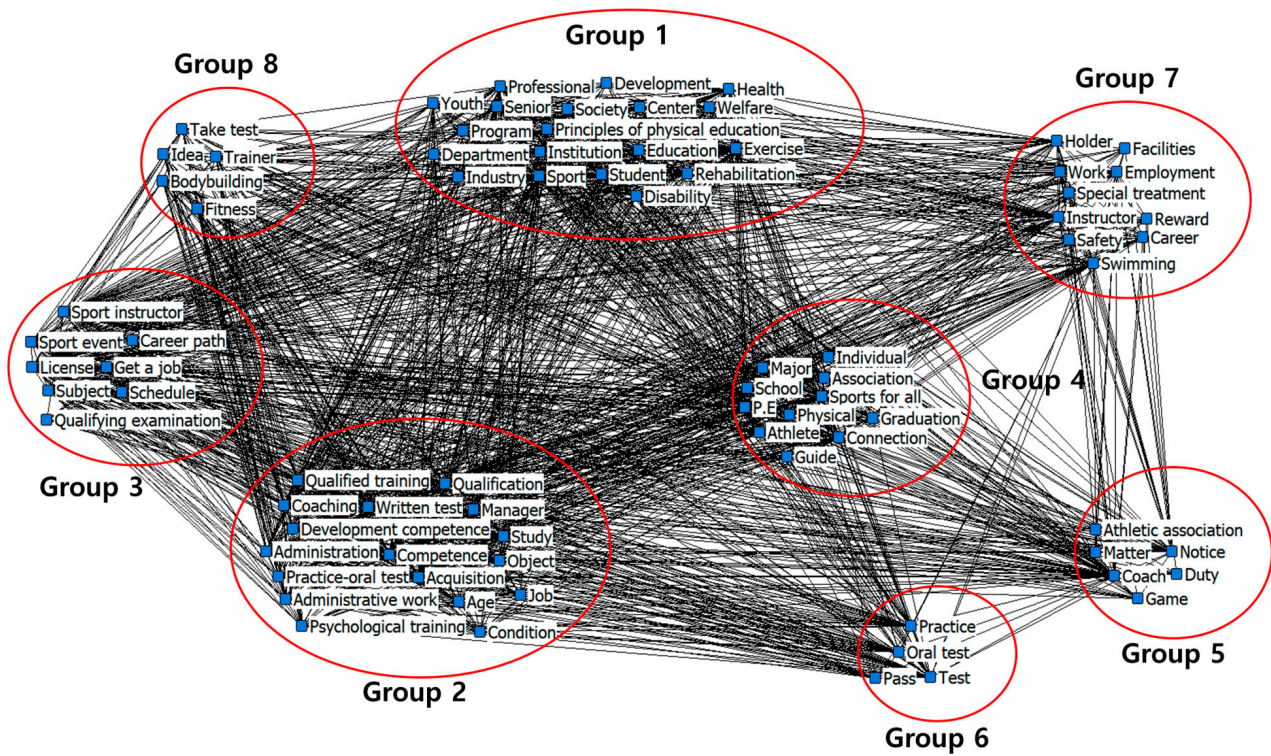 Group 1
Professional
Development
Health
Youth
Senior
Society
Center
Welfare
Program
Principles of physical education
Department
Institution
Education
Exercise
Industry
Sport
Student
Rehabilitation
Disability
Group 8
Take test
Idea
Trainer
Bodybuilding
Fitness
Group 7
Holder
Facilities
Work
Employment
Special treatment
Instructor
Reward
Safety
Career
Swimming
Sport instructor
Sport event
Career path
License
Get a job
Subject
Schedule
Qualifying examination
Group 3
Individual
Major
Association
School
Sports for all
P.E
Physical
Graduation
Athlete
Connection
Guide
Group 4
Qualified training
Qualification
Coaching
Written test
Manager
Development competence
Study
Administration
Competence
Object
Practice-oral test
Acquisition
Administrative work
Age
Job
Psychological training
Condition
Group 2
Athletic association
Matter
Notice
Coach
Duty
Game
Group 5
Practice
Oral test
Pass
Test
Group 6